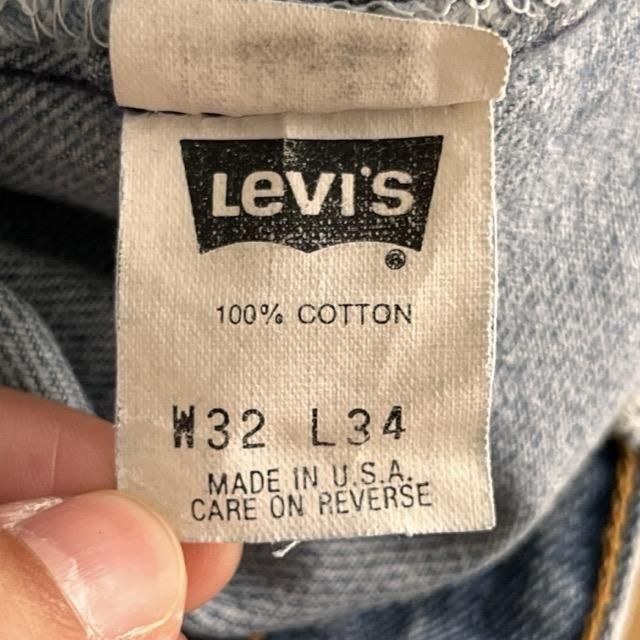 LEVI'S
®
100% COTTON
W32 L34
MADE IN U.S.A.
CARE ON REVERSE